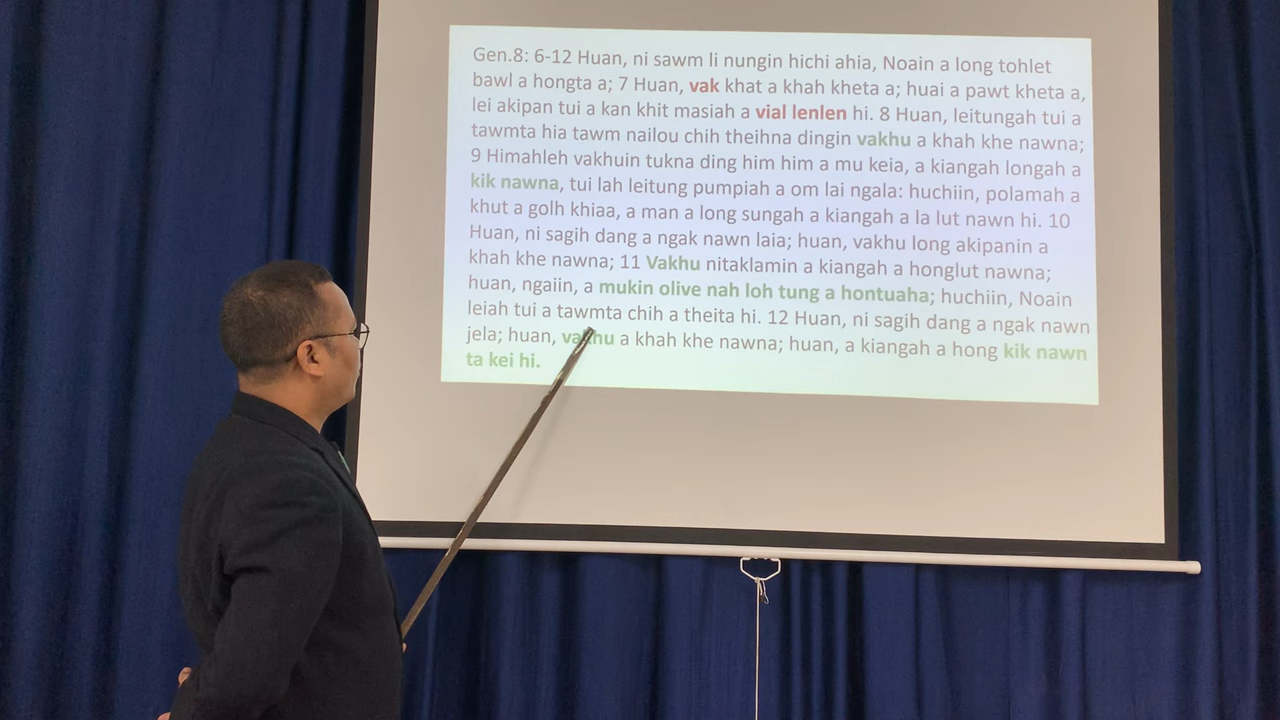 Gen.8: 6-12 Huan, ni sawm li nungin hichi ahia, Noain a long tohlet
bawl a hongta a; 7 Huan, vak khat a khah kheta a; huai a pawt kheta a,
lei akipan tui a kan khit masiah a vial lenlen hi. 8 Huan, leitungah tui a
tawmta hia tawm nailou chih theihna dingin vakhu a khah khe nawna;
9 Himahleh vakhuin tukna ding him him a mu keia, a kiangah longah a
kik nawna, tui lah leitung pumpiah a om lai ngala: huchiin, polamah a
khut a golh khiaa, a man a long sungah a kiangah a la lut nawn hi. 10
Huan, ni sagih dang a ngak nawn laia; huan, vakhu long akipanin a
khah khe nawna; 11 Vakhu nitaklamin a kiangah a honglut nawna;
huan, ngaiin, a mukin olive nah loh tung a hontuaha; huchiin, Noain
leiah tui a tawmta chih a theita hi. 12 Huan, ni sagih dang a ngak nawn
jela; huan, vakhu a khah khe nawna; huan, a kiangah a hong kik nawn
ta kei hi.